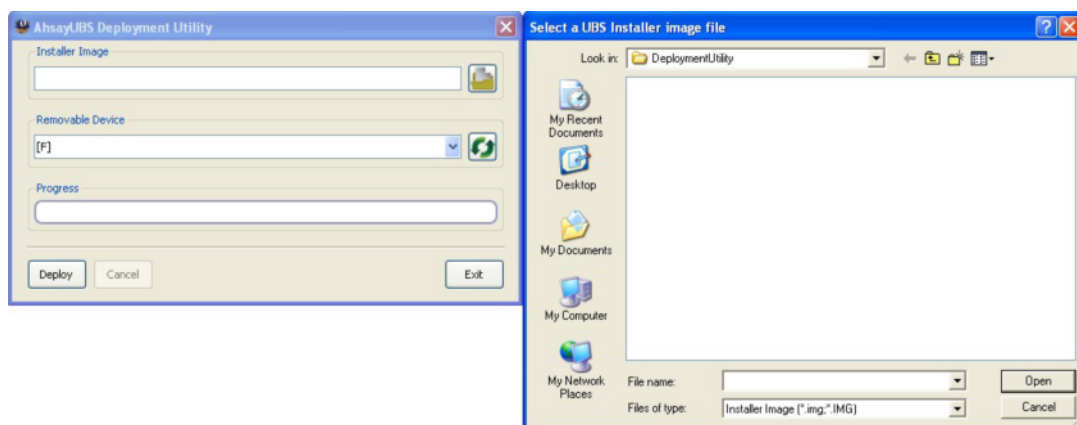 AhsayUBS Deployment Utility
Installer Image
Removable Device
[F]
Progress
Deploy
Cancel
Exit
Select a UBS Installer image file
Look in:
DeploymentUtility
My Recent
Documents
Desktop
My Documents
My Computer
My Network
Places
File name:
Open
Files of type:
Installer Image (*.img;*.IMG)
Cancel